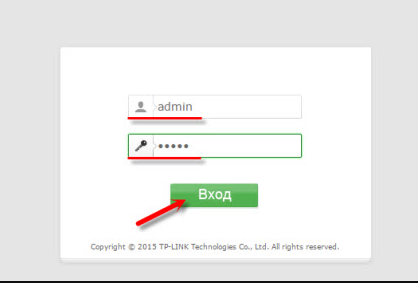 admin
•••••
Вход
Copyright © 2015 TP-LINK Technologies Co., Ltd. All rights reserved.